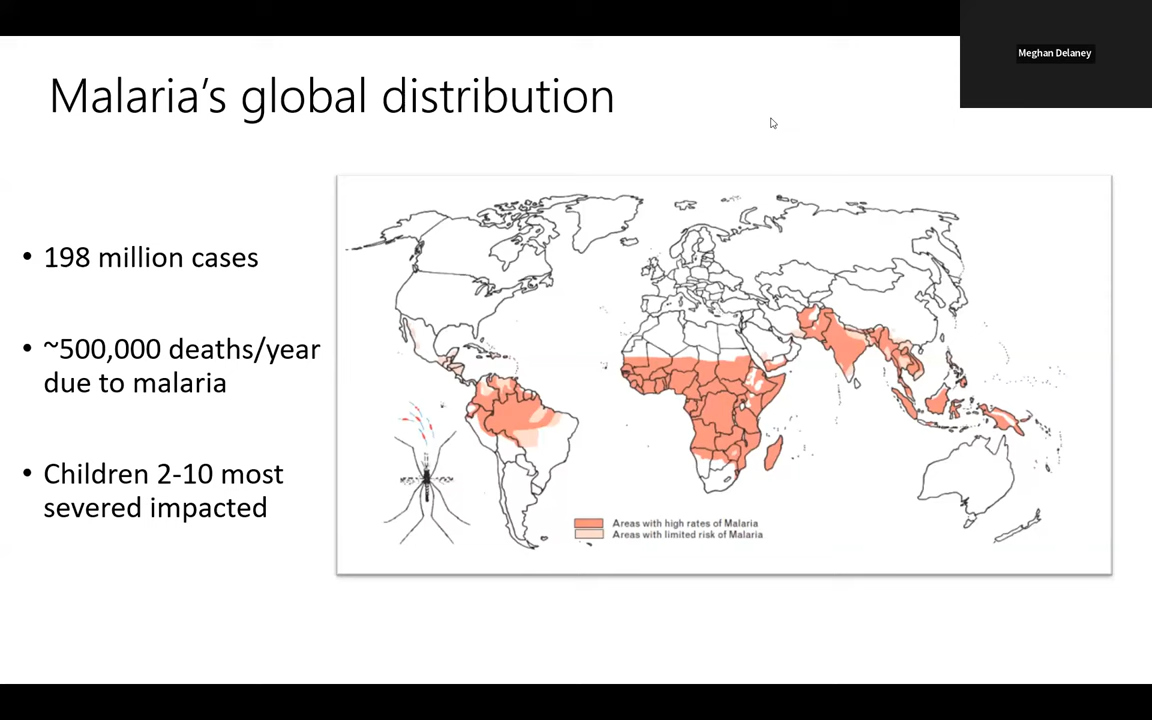 Meghan Delaney
Malaria's global distribution
• 198 million cases
• ~500,000 deaths/year
due to malaria
• Children 2-10 most
severed impacted
Areas with high rates of Malaria
Areas with limited risk of Malaria